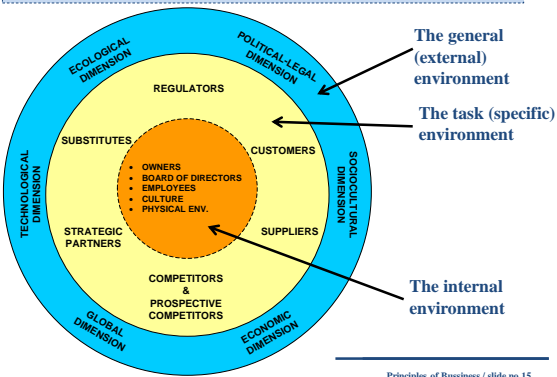 ECOLOGICAL
DIMENSION
POLITICAL-LEGAL
DIMENSION
The general
(external)
environment
REGULATORS
The task (specific)
environment
SUBSTITUTES
CUSTOMERS
TECHNOLOGICAL
DIMENSION
• OWNERS
• BOARD OF DIRECTORS
• EMPLOYEES
• CULTURE
• PHYSICAL ENV.
SOCIOCULTURAL
DIMENSION
STRATEGIC
PARTNERS
SUPPLIERS
COMPETITORS
&
PROSPECTIVE
COMPETITORS
The internal
environment
GLOBAL
DIMENSION
ECONOMIC
DIMENSION
Principles of Bussiness / slide no 15